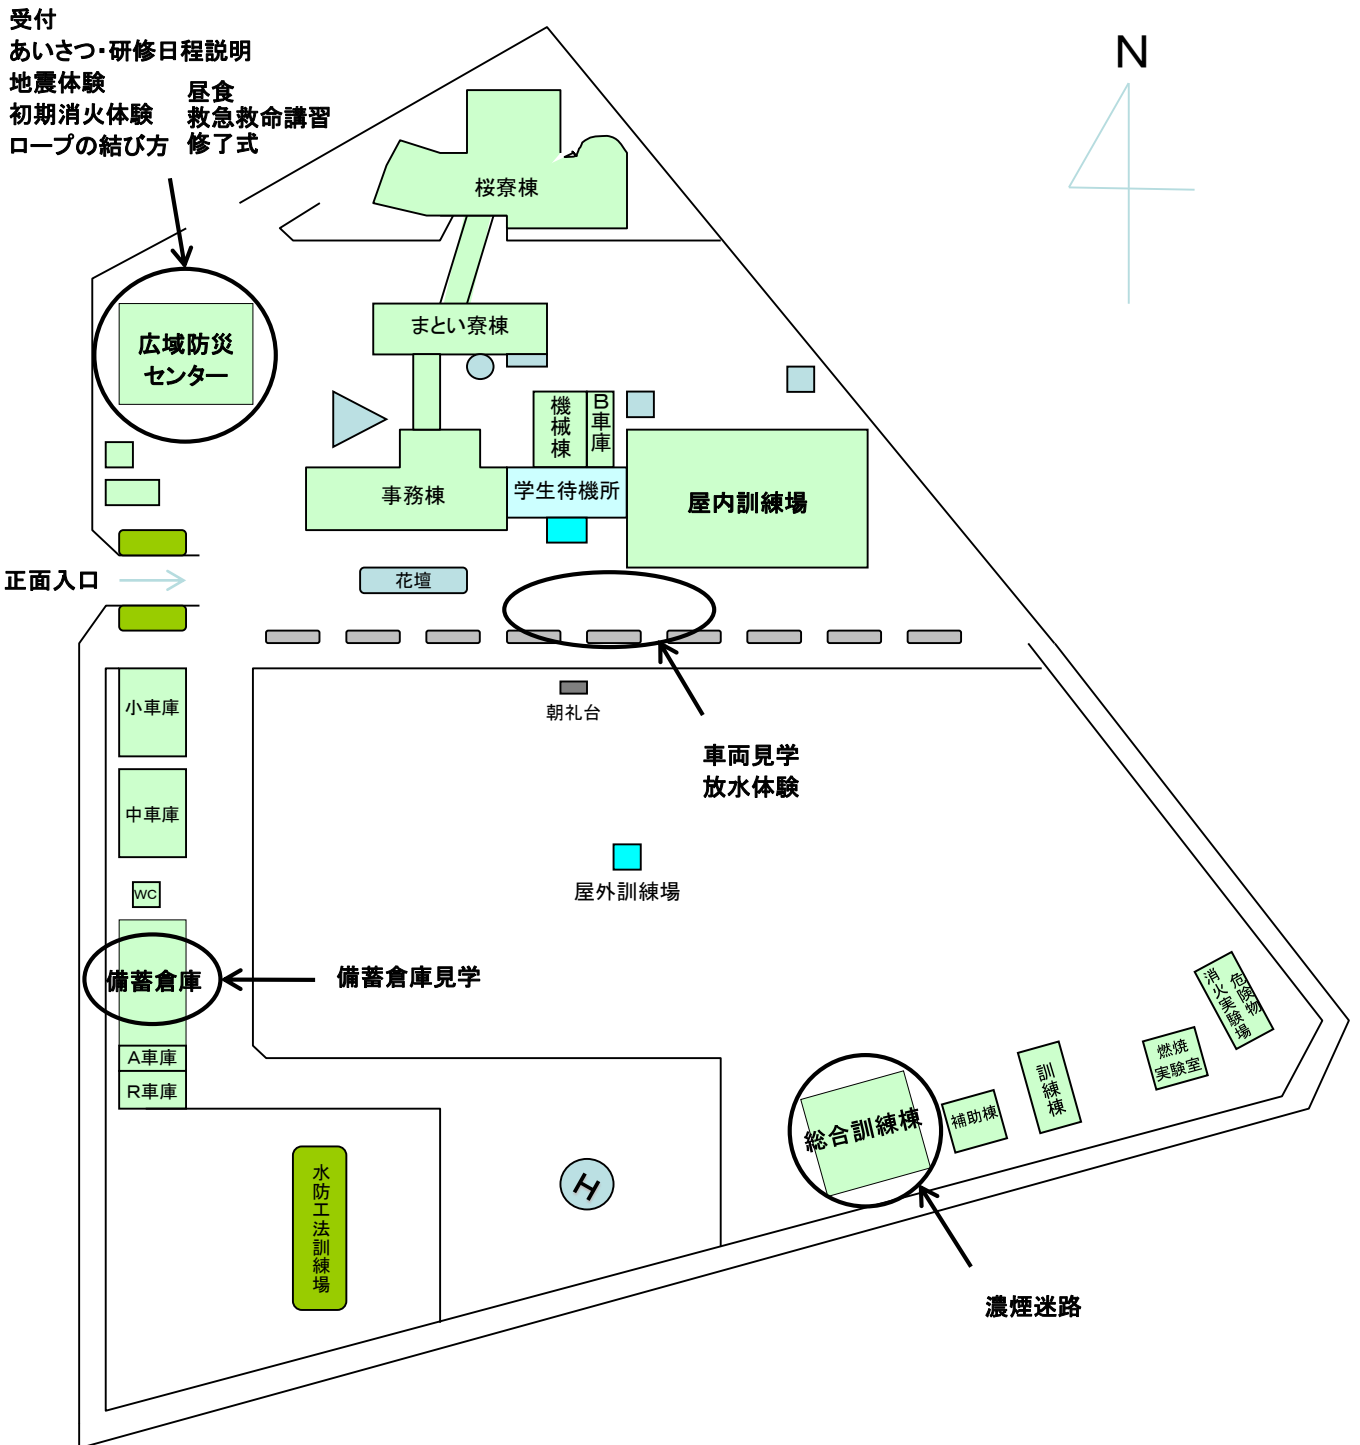 受付
あいさつ・研修日程説明
地震体験
初期消火体験
ロープの結び方
昼食
救急救命講習
修了式
N
桜寮棟
まとい寮棟
広域防災
センター
機械棟
B車庫
事務棟
学生待機所
屋内訓練場
正面入口
花壇
小車庫
朝礼台
車両見学
放水体験
中車庫
屋外訓練場
WC
備蓄倉庫
備蓄倉庫見学
A車庫
R車庫
危険物
消火実験場
燃焼
実験室
訓練棟
補助棟
総合訓練棟
水防工法訓練場
H
濃煙迷路